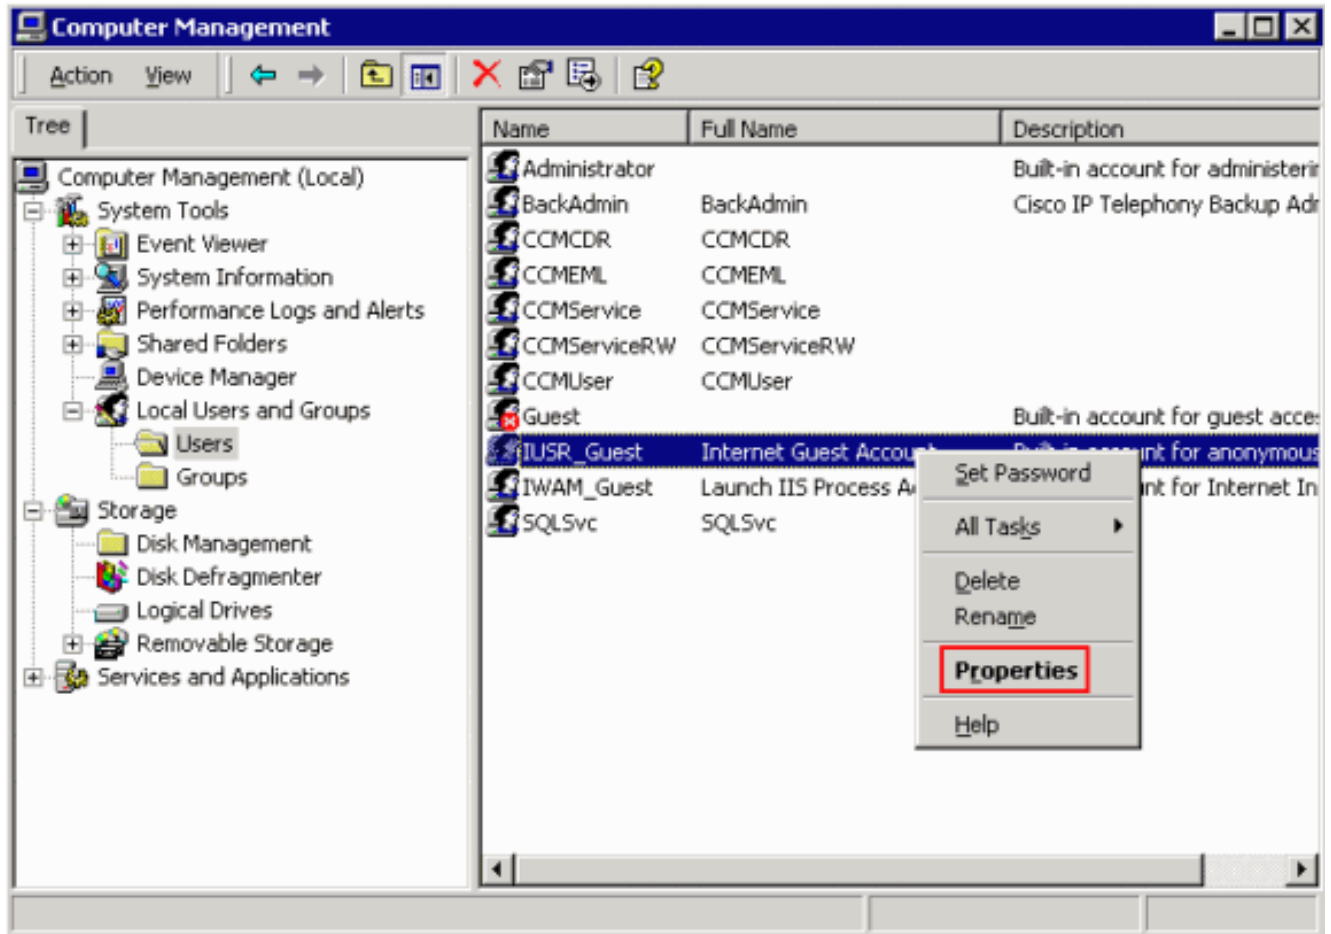 Computer Management
Action View
Tree
Computer Management (Local)
System Tools
Event Viewer
System Information
Performance Logs and Alerts
Shared Folders
Device Manager
Local Users and Groups
Users
Groups
Storage
Disk Management
Disk Defragmenter
Logical Drives
Removable Storage
Services and Applications
Name Full Name Description
Administrator Built-in account for administerin
BackAdmin BackAdmin Cisco IP Telephony Backup Adr
CCMCDR CCMCDR
CCMEML CCMEML
CCMService CCMService
CCMServiceRW CCMServiceRW
CCMUser CCMUser
Guest Built-in account for guest acce
IUSR_Guest Internet Guest Account for anonymous
IWAM_Guest Launch IIS Process for Internet In
SQLSvc SQLSvc
Set Password
All Tasks
Delete
Rename
Properties
Help